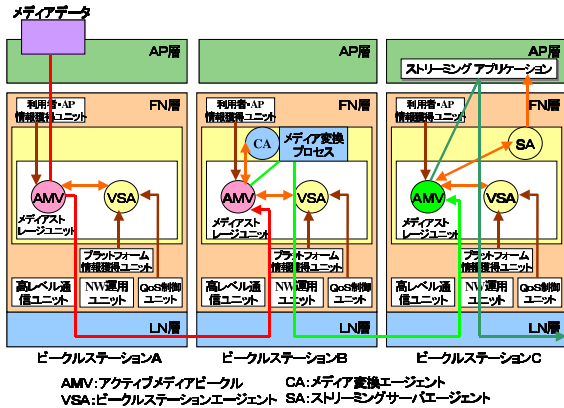 メディアデータ
AP層
AP層
AP層
ストリーミング アプリケーション
利用者・AP
情報獲得ユニット
FN層
利用者・AP
情報獲得ユニット
FN層
利用者・AP
情報獲得ユニット
FN層
CA
メディア変換
プロセス
SA
AMV
VSA
メディアスト
レージユニット
AMV
VSA
メディアスト
レージユニット
AMV
VSA
メディアスト
レージユニット
プラットフォーム
情報獲得ユニット
プラットフォーム
情報獲得ユニット
プラットフォーム
情報獲得ユニット
高レベル通
信ユニット
NW運用
ユニット
QoS制御
ユニット
高レベル通
信ユニット
NW運用
ユニット
QoS制御
ユニット
高レベル通
信ユニット
NW運用
ユニット
QoS制御
ユニット
LN層
LN層
LN層
ビークルステーションA
ビークルステーションB
ビークルステーションC
AMV:アクティブメディアビークル
CA:メディア変換エージェント
VSA:ビークルステーションエージェント
SA:ストリーミングサーバエージェント